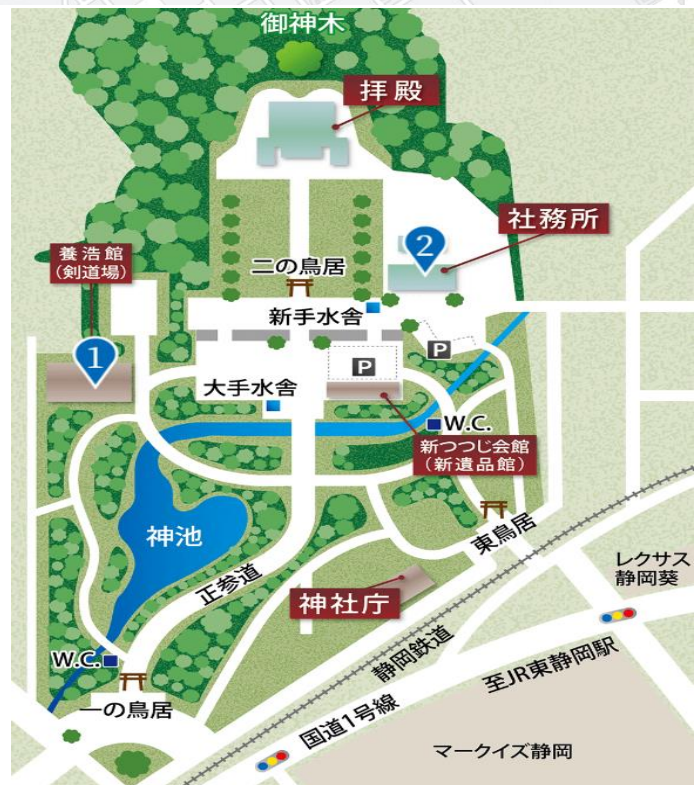 御神木
拝殿
社務所
2
養浩館
(剣道場)
二の鳥居
新手水舎
1
P
P
大手水舎
W.C.
新つつじ会館
(新遺品館)
神池
東鳥居
正参道
神社庁
レクサス
静岡葵
静岡鉄道
W.C.
至JR東静岡駅
一の鳥居
国道1号線
マークイズ静岡